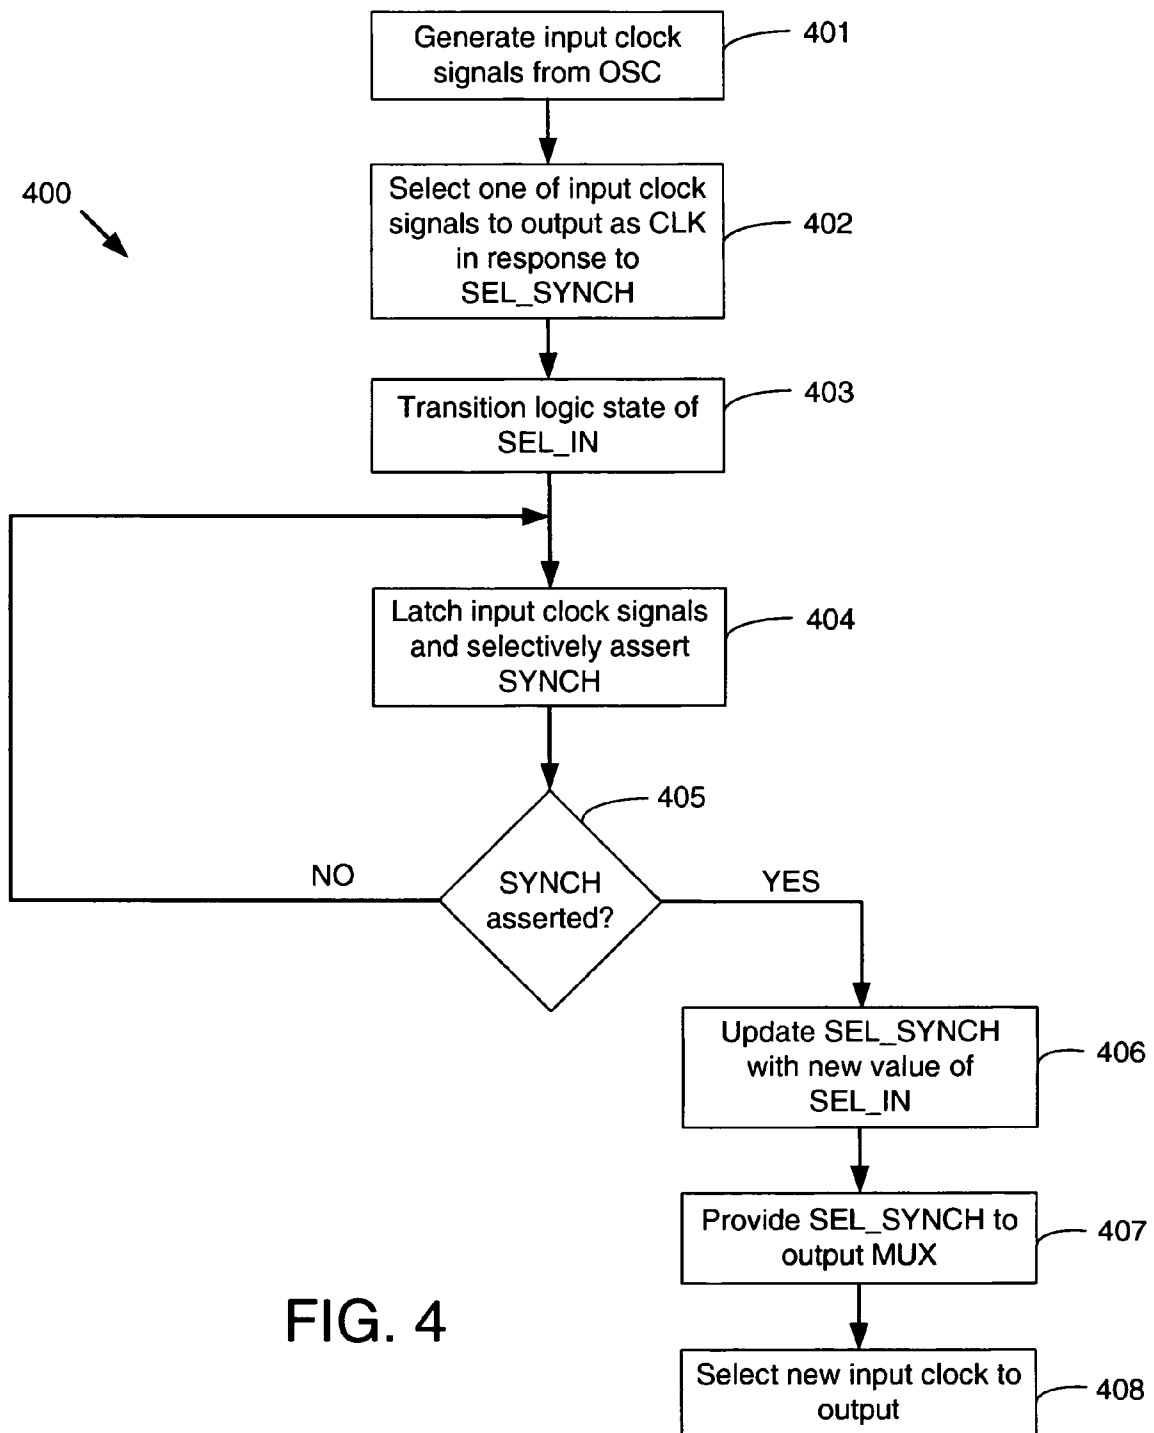 Generate input clock
signals from OSC
401
400
Select one of input clock
signals to output as CLK
in response to
SEL_SYNCH
402
Transition logic state of
SEL_IN
403
Latch input clock signals
and selectively assert
SYNCH
404
405
SYNCH
asserted?
NO
YES
Update SEL_SYNCH
with new value of
SEL_IN
406
Provide SEL_SYNCH to
output MUX
407
Select new input clock to
output
408
FIG. 4